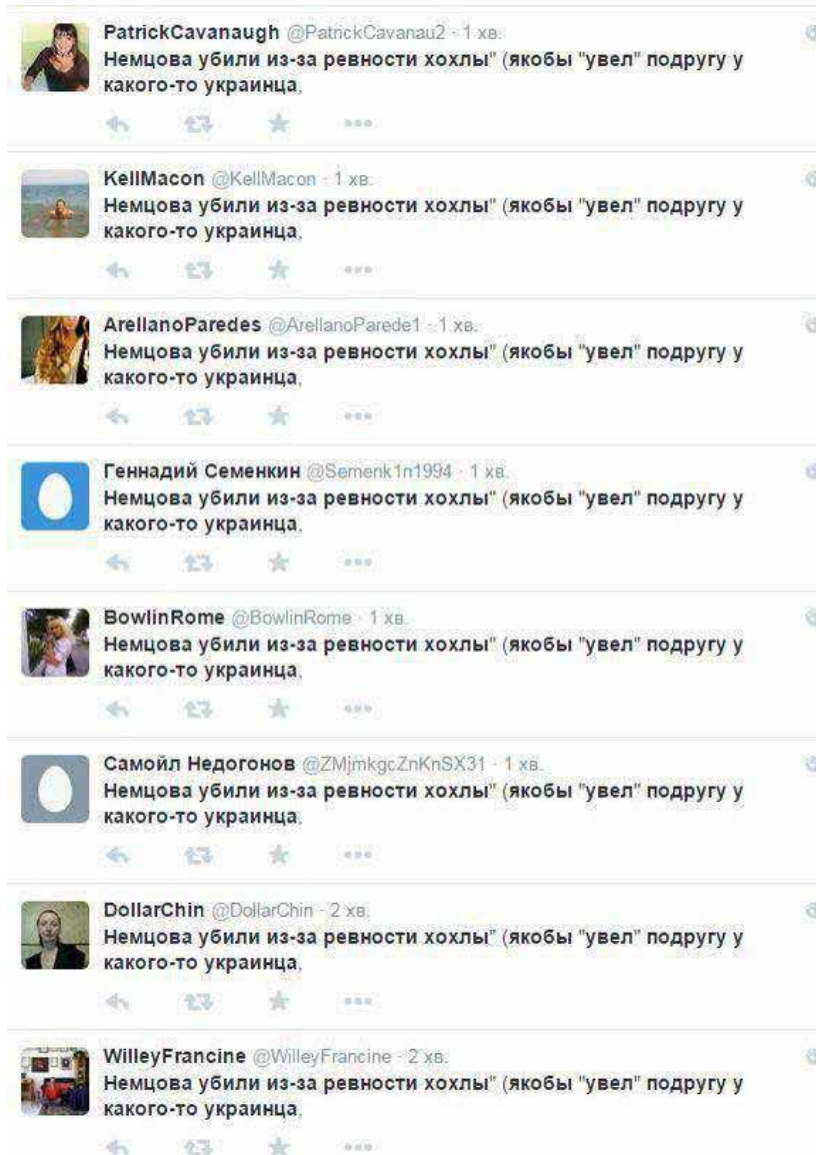 PatrickCavanaugh @PatrickCavanau2 · 1 хв.
Немцова убили из-за ревности хохлы" (якобы "увел" подругу у
какого-то украинца,
KellMacon @KellMacon · 1 хв.
Немцова убили из-за ревности хохлы" (якобы "увел" подругу у
какого-то украинца,
ArellanoParedes @ArellanoParede1 · 1 хв.
Немцова убили из-за ревности хохлы" (якобы "увел" подругу у
какого-то украинца,
Геннадий Семенкин @Semenk1n1994 · 1 хв.
Немцова убили из-за ревности хохлы" (якобы "увел" подругу у
какого-то украинца,
BowlinRome @BowlinRome · 1 хв.
Немцова убили из-за ревности хохлы" (якобы "увел" подругу у
какого-то украинца,
Самойл Недогонов @ZMjmkgcZnKnSX31 · 1 хв.
Немцова убили из-за ревности хохлы" (якобы "увел" подругу у
какого-то украинца,
DollarChin @DollarChin · 2 хв.
Немцова убили из-за ревности хохлы" (якобы "увел" подругу у
какого-то украинца,
WilleyFrancine @WilleyFrancine · 2 хв.
Немцова убили из-за ревности хохлы" (якобы "увел" подругу у
какого-то украинца,